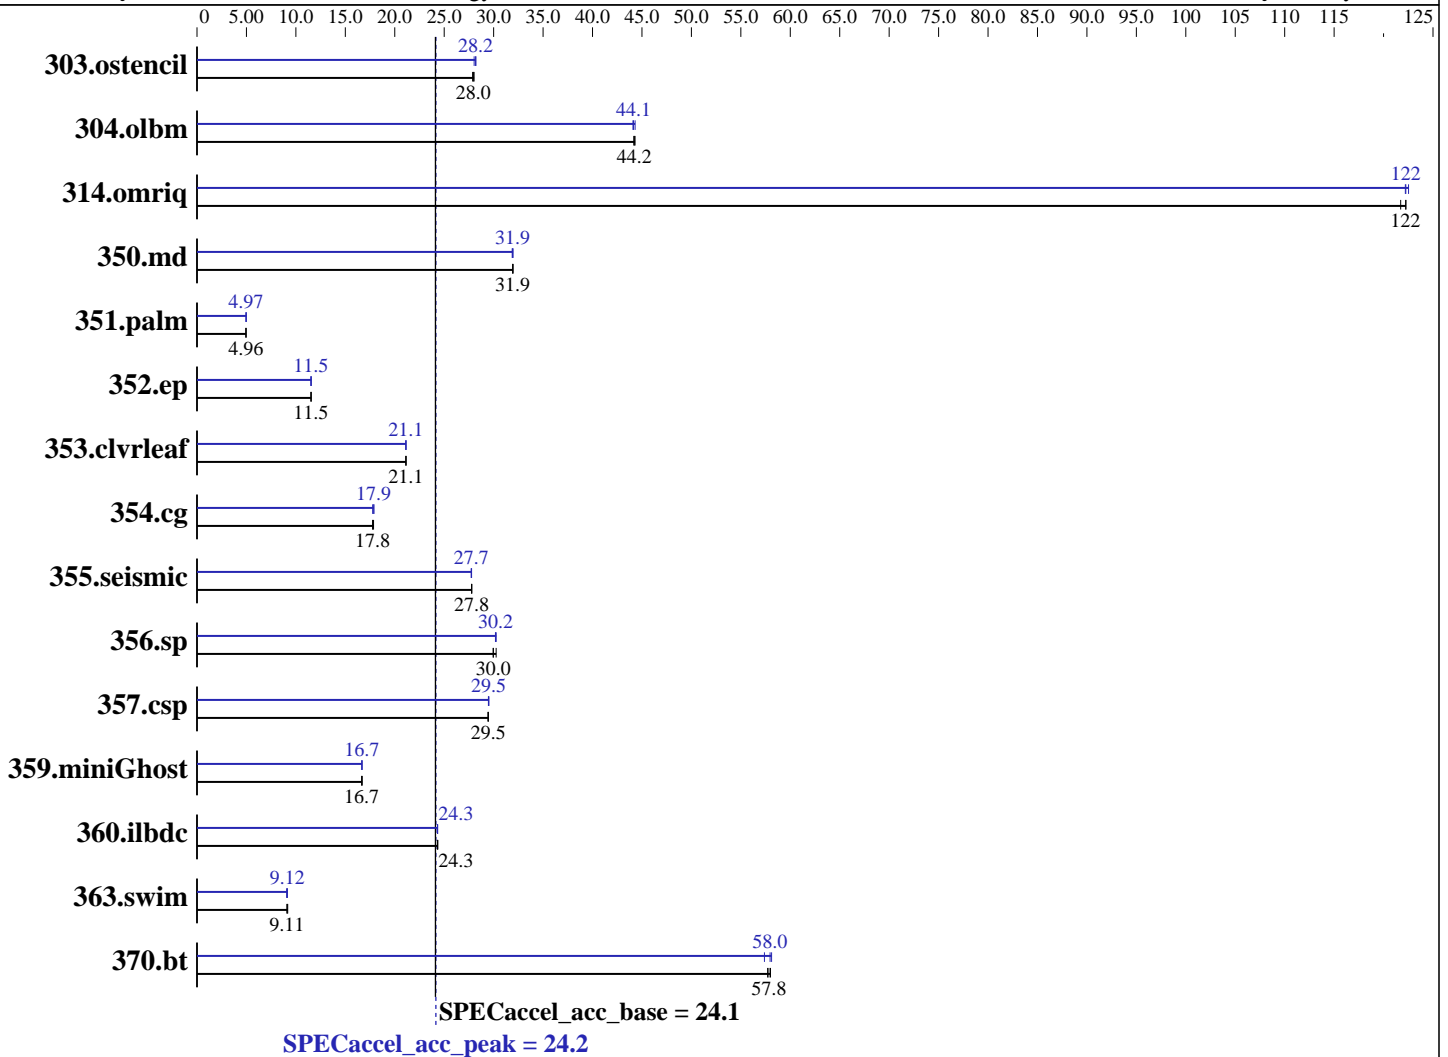 0 5.00 10.0 15.0 20.0 25.0 30.0 35.0 40.0 45.0 50.0 55.0 60.0 65.0 70.0 75.0 80.0 85.0 90.0 95.0 100 105 110 115 125
28.2
303.ostencil
28.0
44.1
304.olbm
44.2
122
314.omriq
122
31.9
350.md
31.9
4.97
351.palm
4.96
11.5
352.ep
11.5
21.1
353.clvrleaf
21.1
17.9
354.cg
17.8
27.7
355.seismic
27.8
30.2
356.sp
30.0
29.5
357.csp
29.5
16.7
359.miniGhost
16.7
24.3
360.ilbdc
24.3
9.12
363.swim
9.11
58.0
370.bt
57.8
SPECaccel_acc_base = 24.1
SPECaccel_acc_peak = 24.2